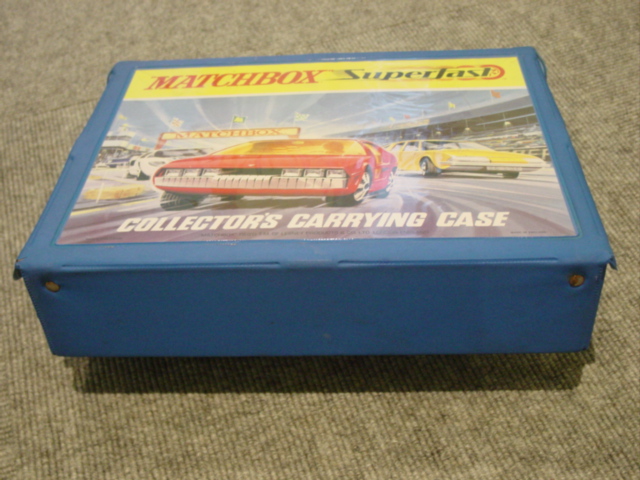 MATCHBOX Superfast
MATCHBOX
COLLECTOR'S CARRYING CASE